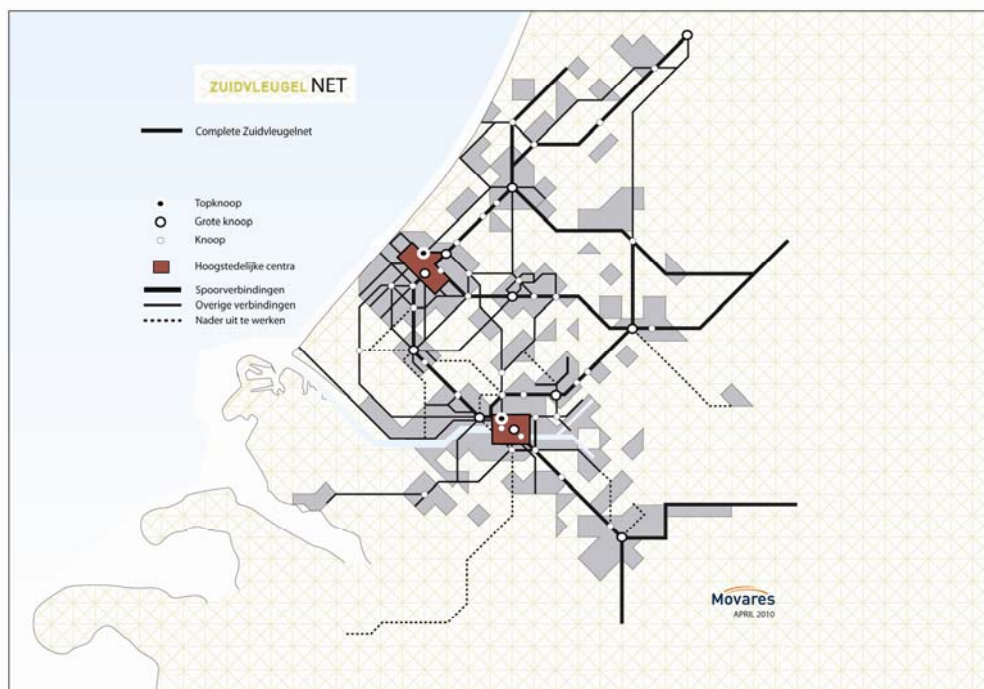 ZUIDVLEUGEL NET
Complete Zuidvleugelnet
Topknoop
Grote knoop
Knoop
Hoogstedelijke centra
Spoorverbindingen
Overige verbindingen
Nader uit te werken
Movares
APRIL 2010